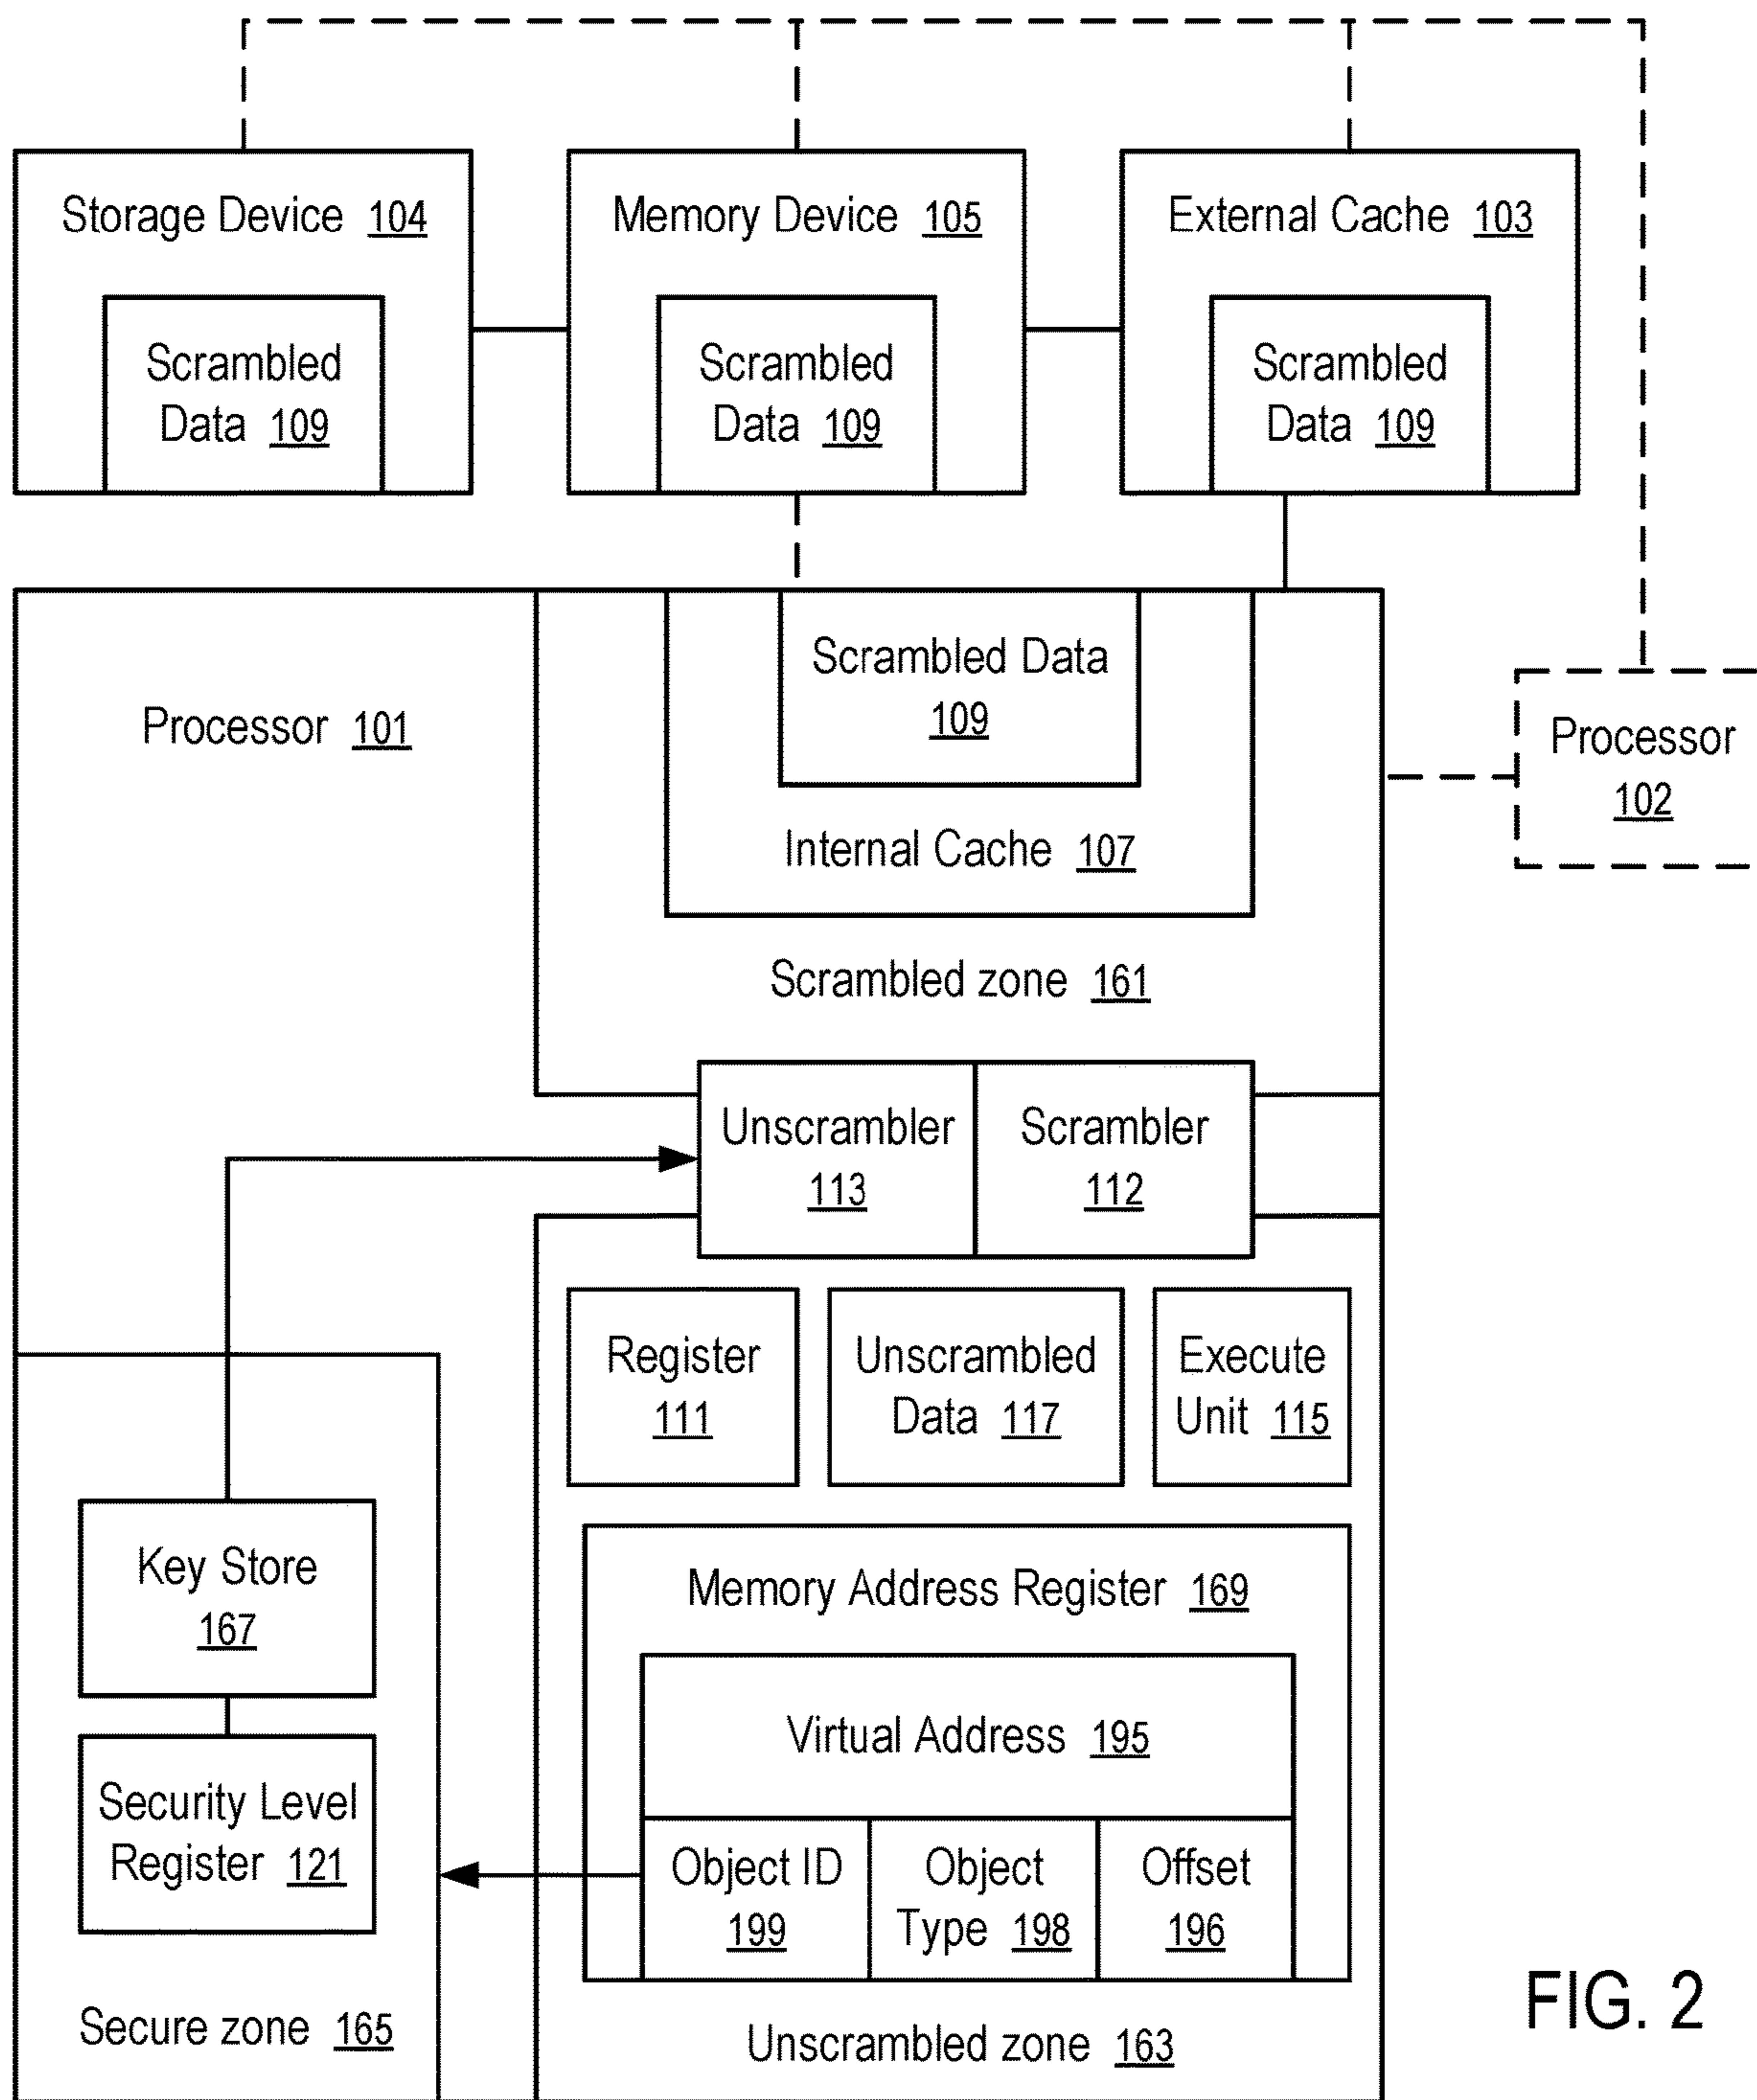 Storage Device 104
Scrambled
Data 109
Memory Device 105
Scrambled
Data 109
External Cache 103
Scrambled
Data 109
Processor 101
Scrambled Data
109
Internal Cache 107
Scrambled zone 161
Processor
102
Unscrambler
113
Scrambler
112
Register
111
Unscrambled
Data 117
Execute
Unit 115
Key Store
167
Security Level
Register 121
Secure zone 165
Memory Address Register 169
Virtual Address 195
Object ID
199
Object
Type 198
Offset
196
Unscrambled zone 163
FIG. 2